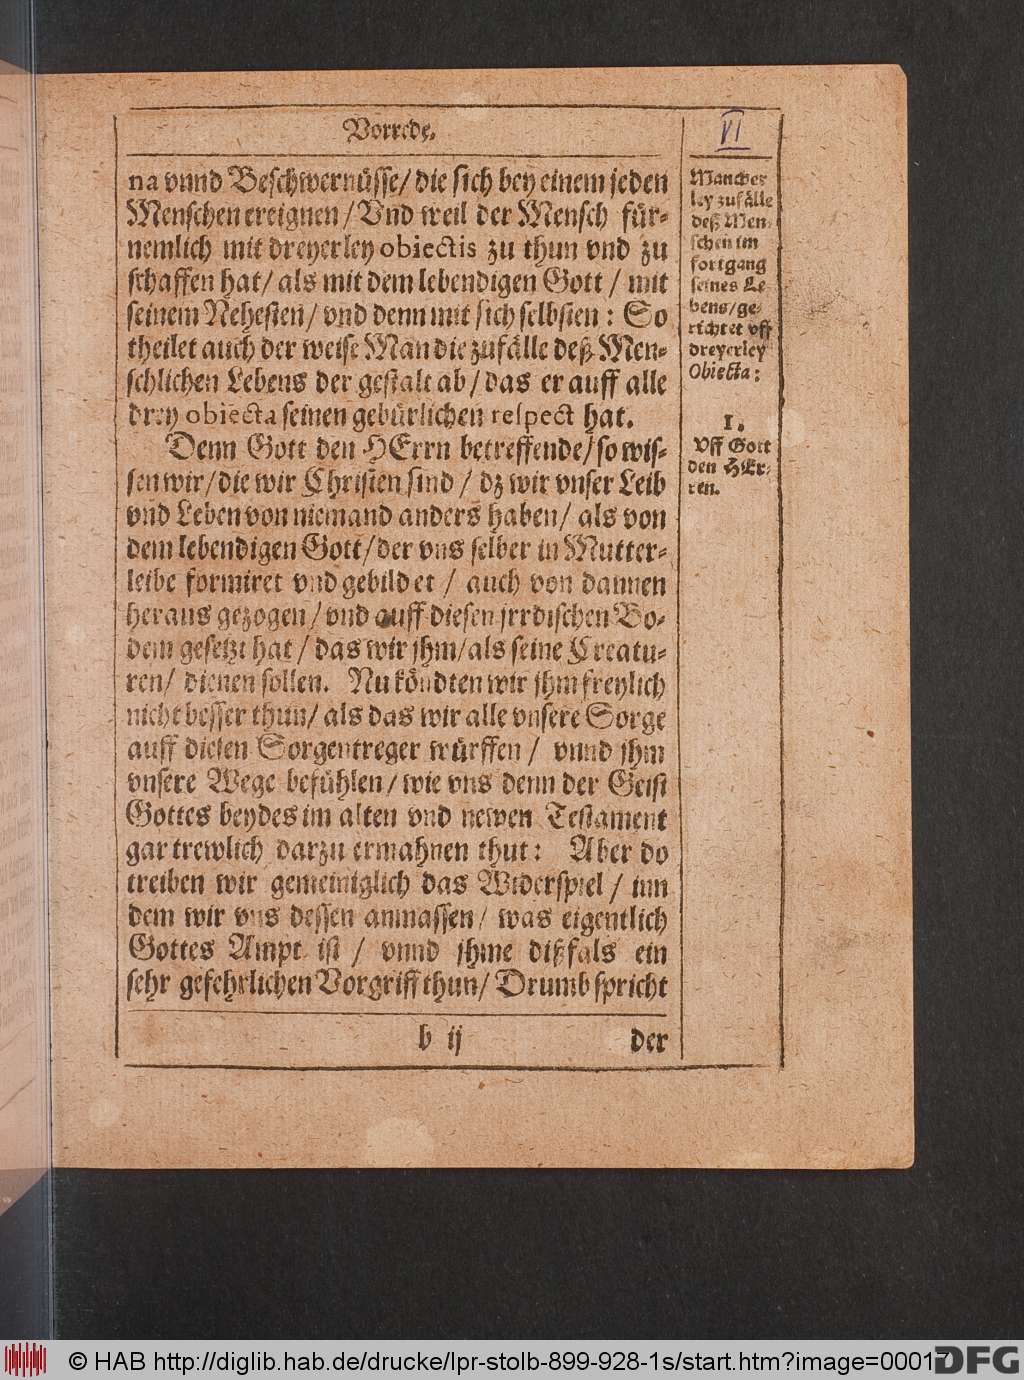 Vorrede.
VI
na vnnd Beschwernüsse/ die sich bey einem jeden
Menschen ereignen / Vnd weil der Mensch für-
nemlich mit dreyerley obiectis zu thun vnd zu
schaffen hat/ als mit dem lebendigen Gott / mit
seinem Nehesten/ vnd denn mit sich selbsten: So
theilet auch der weise Man die zufälle deß Men-
schlichen Lebens der gestalt ab / das er auff alle
drey obiecta seinen gebürlichen respect hat.
Denn Gott den HErrn betreffende/ so wis-
sen wir/ die wir Christen sind / dz wir vnser Leib
vnd Leben von niemand anders haben/ als von
dem lebendigen Gott/ der vns selber in Mutter-
leibe formiret vnd gebildet / auch von dannen
heraus gezogen / vnd auff diesen jrrdischen Bo-
dem gesetzt hat / das wir jhm/ als seine Creatu-
ren/ dienen sollen. Nu köndten wir jhm freylich
nicht besser thun/ als das wir alle vnsere Sorge
auff diesen Sorgentreger würffen / vnnd jhm
vnsere Wege befühlen/ wie vns denn der Geist
Gottes beydes im alten vnd newen Testament
gar trewlich darzu ermahnen thut: Aber do
treiben wir gemeiniglich das Widerspiel / inn
dem wir vns dessen anmassen/ was eigentlich
Gottes Ampt ist / vnnd jhme dißfals ein
sehr gefehrlichen Vorgriff thun/ Drumb spricht
b ij
der
Mancher
ley zufälle
deß Men-
schen im
fortgang
seines Le-
bens/ ge-
richtet vff
dreyerley
Obiecta:
1.
Vff Gott
den HEr-
ren.
© HAB http://diglib.hab.de/drucke/lpr-stolb-899-928-1s/start.htm?image=00017
DFG